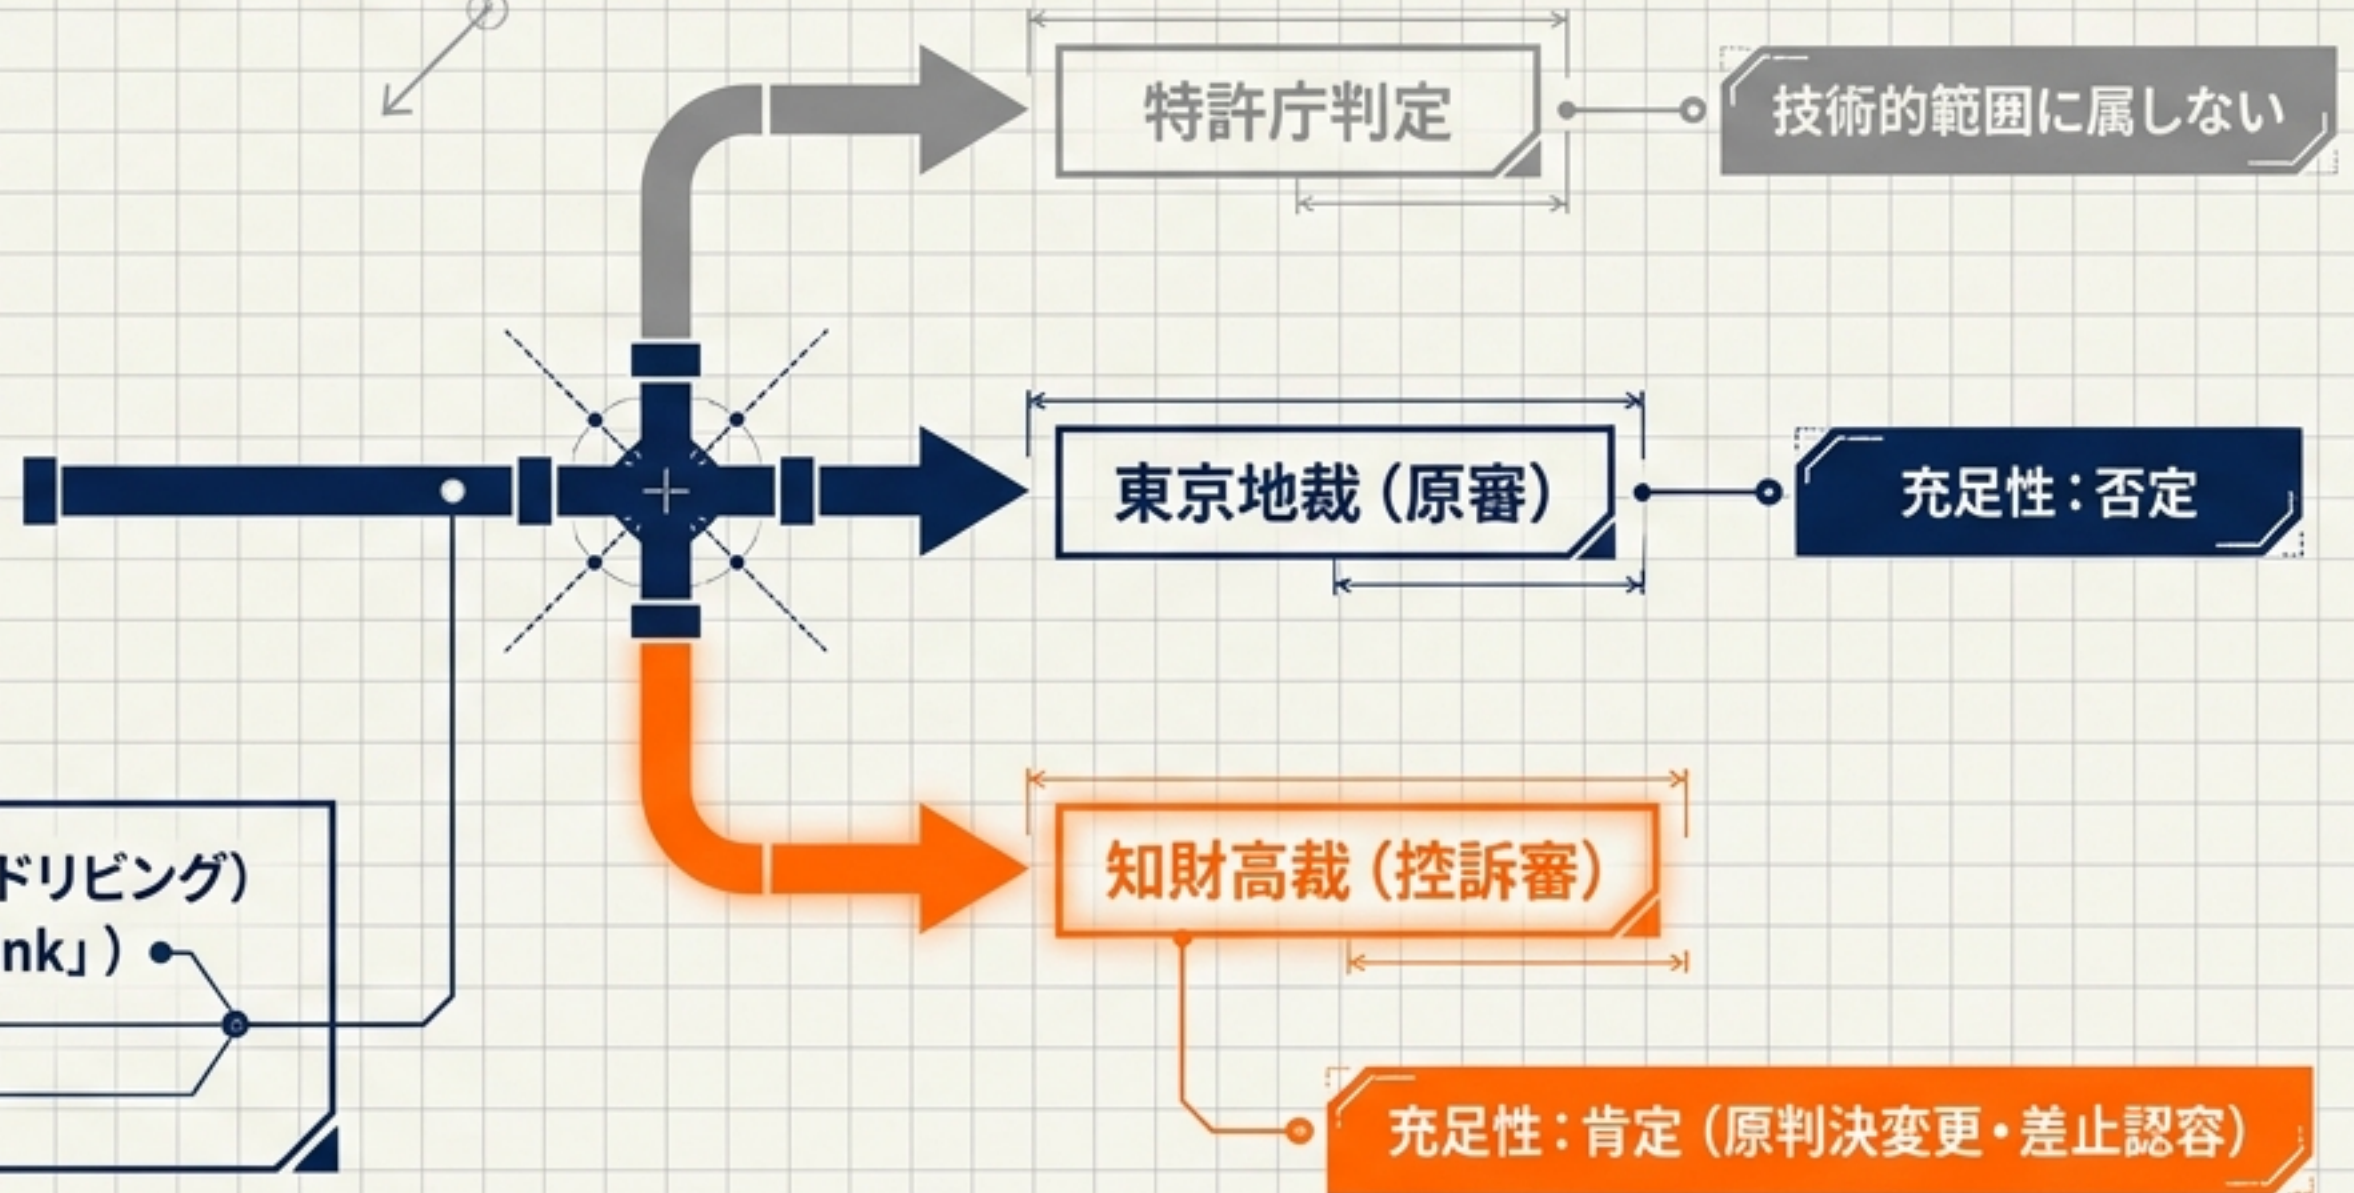 特許庁判定
技術的範囲に属しない
東京地裁（原審）
充足性：否定
ドリビング）
nk」）
知財高裁（控訴審）
充足性：肯定（原判決変更・差止認容）